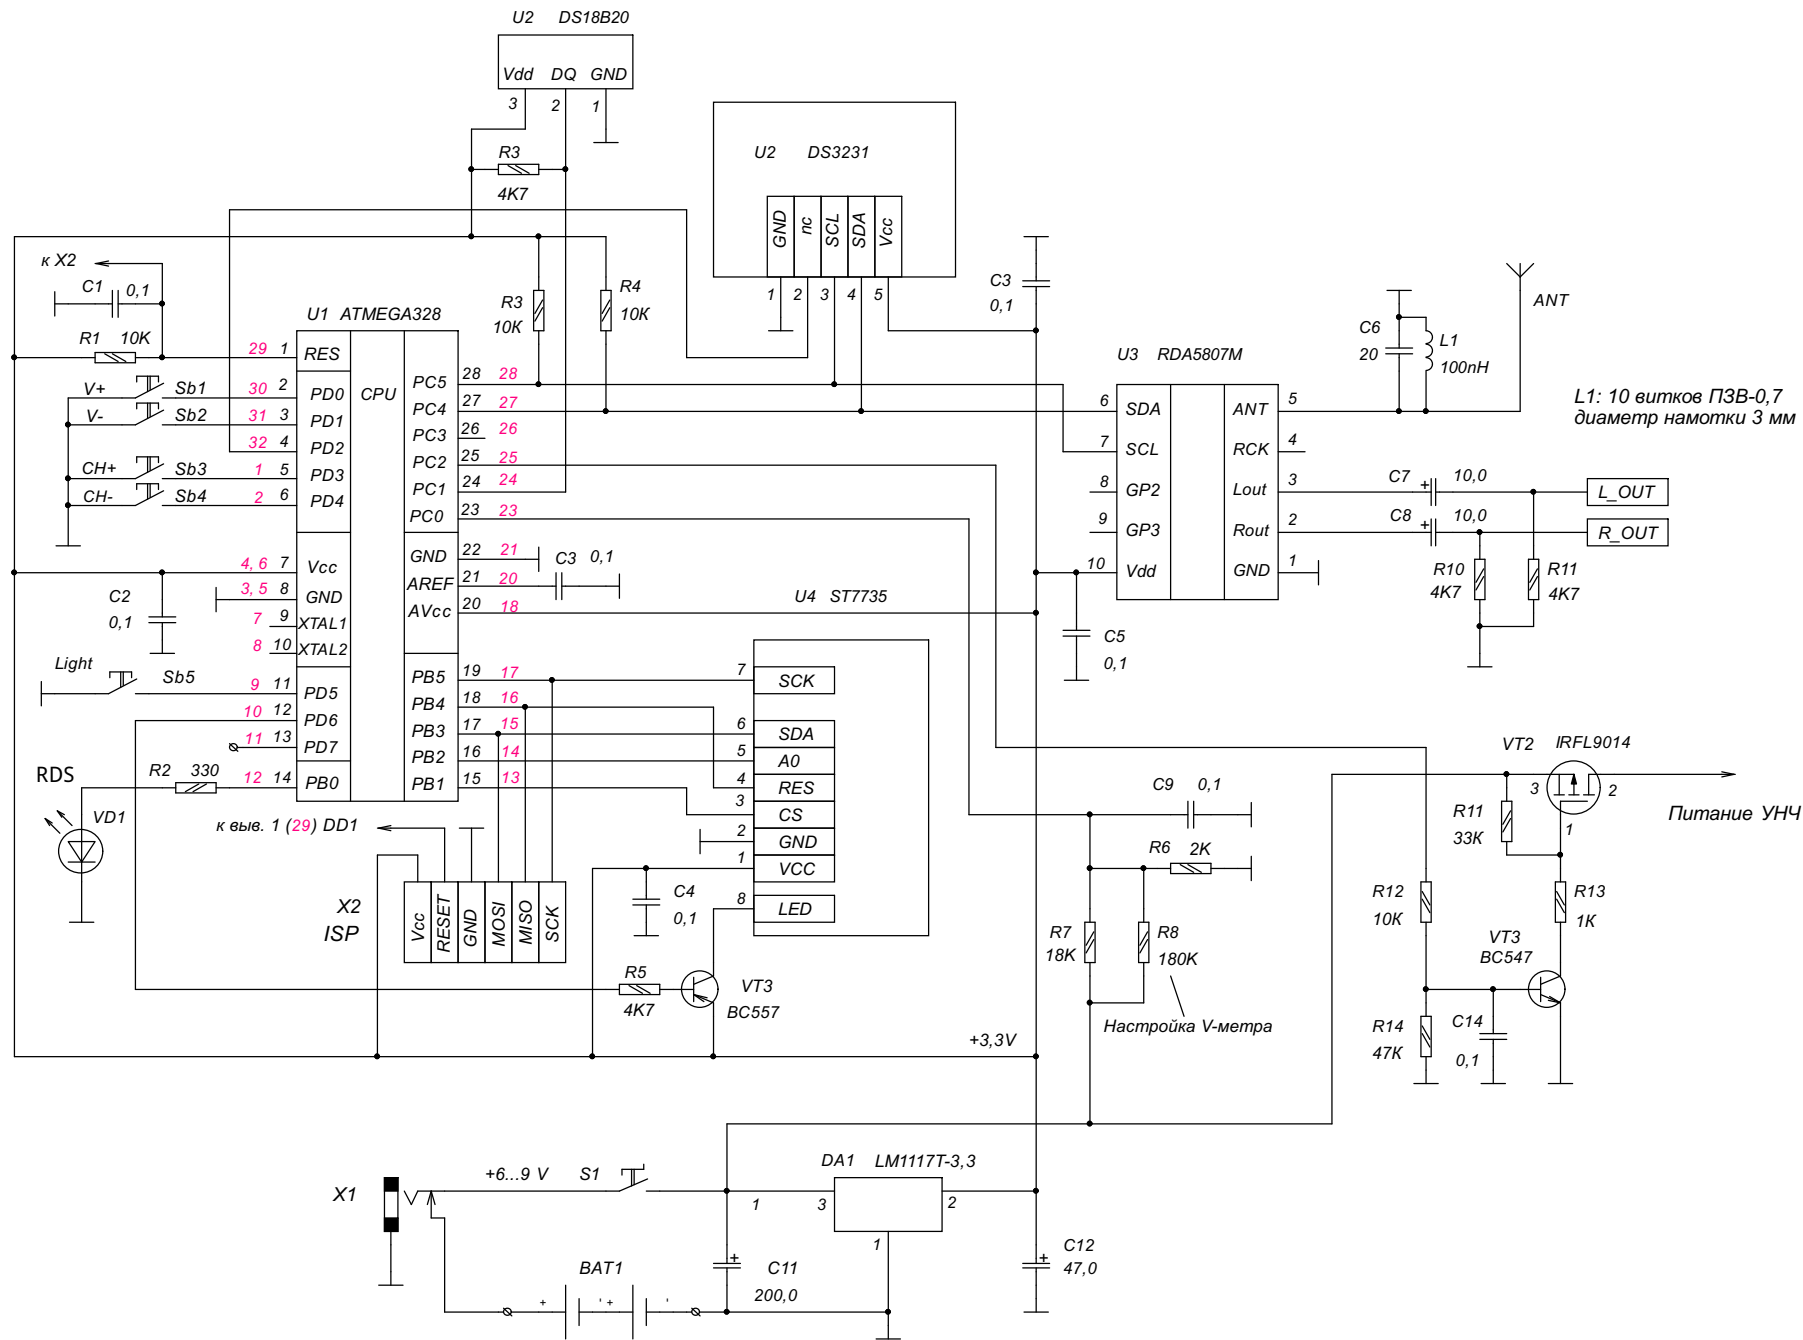 U2 DS18B20
Vdd DQ GND
3 2 1
R3
4K7
U2 DS3231
GND nc SCL SDA Vcc
1 2 3 4 5
к X2
C1 0,1
R1 10K
U1 ATMEGA328
CPU
R3
10K
R4
10K
C3
0,1
29 1 RES
V+ Sb1 30 2 PD0
V- Sb2 31 3 PD1
32 4 PD2
CH+ Sb3 1 5 PD3
CH- Sb4 2 6 PD4
4, 6 7 Vcc
3, 5 8 GND
7 9 XTAL1
8 10 XTAL2
C2
0,1
Light Sb5 9 11 PD5
10 12 PD6
11 13 PD7
RDS R2 330 12 14 PB0
VD1
PC5 28 28
PC4 27 27
PC3 26 26
PC2 25 25
PC1 24 24
PC0 23 23
GND 22 21
AREF 21 20 C3 0,1
AVcc 20 18
PB5 19 17
PB4 18 16
PB3 17 15
PB2 16 14
PB1 15 13
к выв. 1 (29) DD1
X2
ISP
Vcc RESET GND MOSI MISO SCK
U4 ST7735
7 SCK
6 SDA
5 A0
4 RES
3 CS
2 GND
1 VCC
8 LED
C4
0,1
R5
4K7
VT3
BC557
U3 RDA5807M
6 SDA
7 SCL
8 GP2
9 GP3
10 Vdd
ANT 5
RCK 4
Lout 3
Rout 2
GND 1
C5
0,1
C6
20
L1
100nH
ANT
L1: 10 витков ПЗВ-0,7
диаметр намотки 3 мм
C7 + 10,0 L_OUT
C8 + 10,0 R_OUT
R10
4K7
R11
4K7
C9 0,1
R6 2K
R7
18K
R8
180K
Настройка V-метра
+3,3V
VT2 IRFL9014
3 2
1
R11
33K
Питание УНЧ
R12
10K
R13
1K
VT3
BC547
R14
47K
C14
0,1
X1
+6...9 V S1
DA1 LM1117T-3,3
1 3 2
1
+
C11
200,0
+
C12
47,0
BAT1
+ ' + '